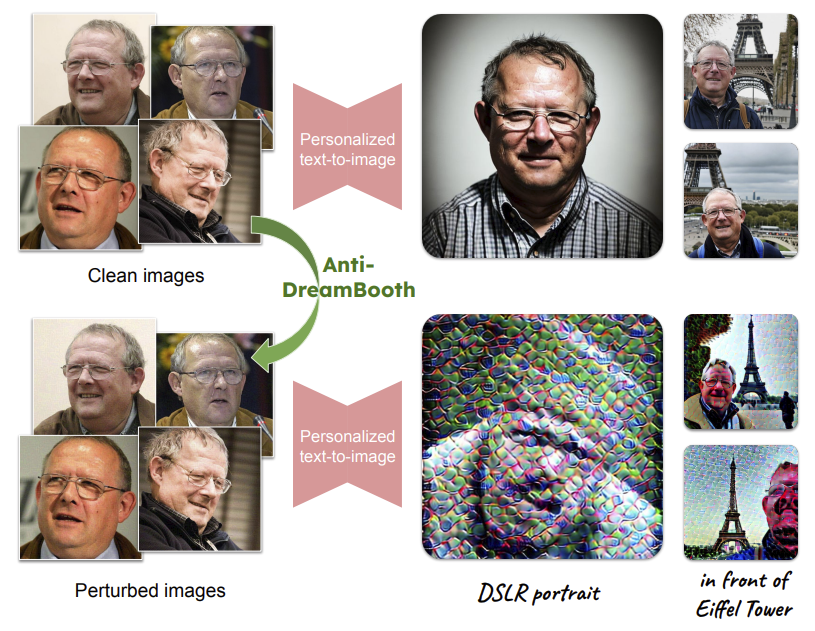 Personalized
text-to-image
Clean images
Anti-
DreamBooth
Personalized
text-to-image
Perturbed images
DSLR portrait
in front of
Eiffel Tower